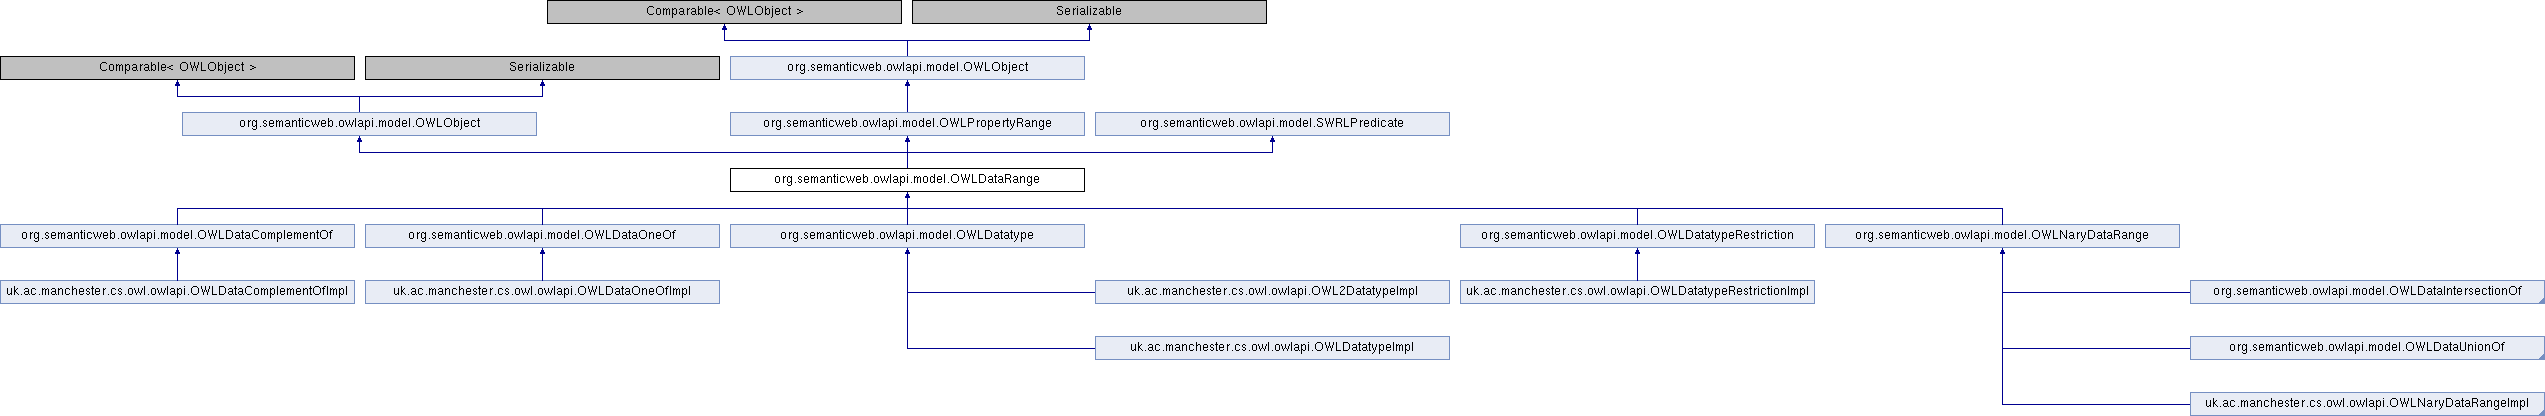 Comparable< OWLObject >
Serializable
Comparable< OWLObject >
Serializable
org.semanticweb.owlapi.model.OWLObject
org.semanticweb.owlapi.model.OWLObject
org.semanticweb.owlapi.model.OWLPropertyRange
org.semanticweb.owlapi.model.SWRLPredicate
org.semanticweb.owlapi.model.OWLDataRange
org.semanticweb.owlapi.model.OWLDataComplementOf
org.semanticweb.owlapi.model.OWLDataOneOf
org.semanticweb.owlapi.model.OWLDatatype
org.semanticweb.owlapi.model.OWLDatatypeRestriction
org.semanticweb.owlapi.model.OWLNaryDataRange
uk.ac.manchester.cs.owl.owlapi.OWLDataComplementOfImpl
uk.ac.manchester.cs.owl.owlapi.OWLDataOneOfImpl
uk.ac.manchester.cs.owl.owlapi.OWL2DatatypeImpl
uk.ac.manchester.cs.owl.owlapi.OWLDatatypeRestrictionImpl
org.semanticweb.owlapi.model.OWLDataIntersectionOf
uk.ac.manchester.cs.owl.owlapi.OWLDatatypeImpl
org.semanticweb.owlapi.model.OWLDataUnionOf
uk.ac.manchester.cs.owl.owlapi.OWLNaryDataRangeImpl